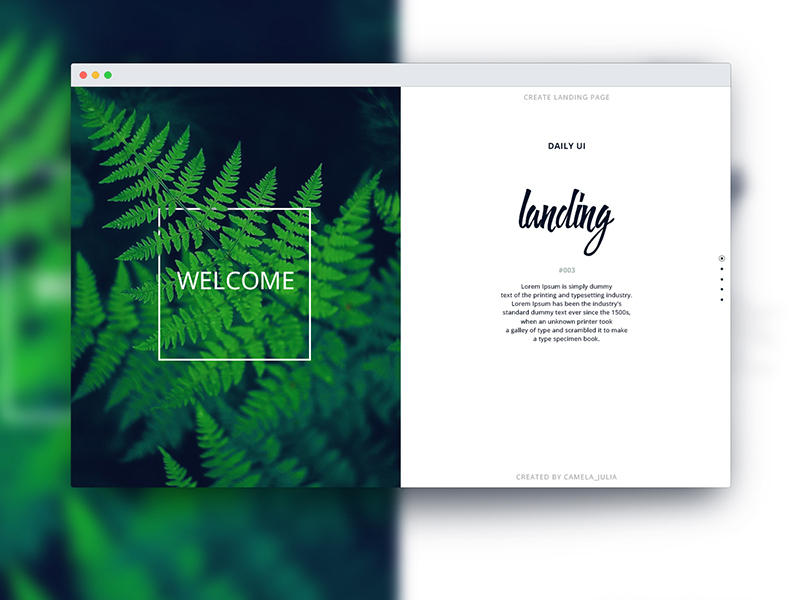 WELCOME
CREATE LANDING PAGE
DAILY UI
landing
#003
Lorem Ipsum is simply dummy
text of the printing and typesetting industry.
Lorem Ipsum has been the industry's
standard dummy text ever since the 1500s,
when an unknown printer took
a galley of type and scrambled it to make
a type specimen book.
CREATED BY CAMELA_JULIA